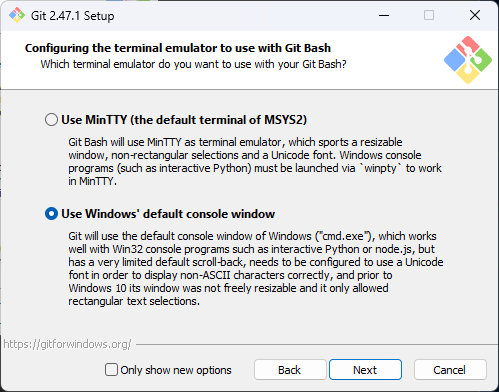 Git 2.47.1 Setup
Configuring the terminal emulator to use with Git Bash
Which terminal emulator do you want to use with your Git Bash?
Use MinTTY (the default terminal of MSYS2)
Git Bash will use MinTTY as terminal emulator, which sports a resizable
window, non-rectangular selections and a Unicode font. Windows console
programs (such as interactive Python) must be launched via `winpty` to work
in MinTTY.
Use Windows' default console window
Git will use the default console window of Windows ("cmd.exe"), which works
well with Win32 console programs such as interactive Python or node.js, but
has a very limited default scroll-back, needs to be configured to use a Unicode
font in order to display non-ASCII characters correctly, and prior to
Windows 10 its window was not freely resizable and it only allowed
rectangular text selections.
https://gitforwindows.org/
Only show new options
Back
Next
Cancel